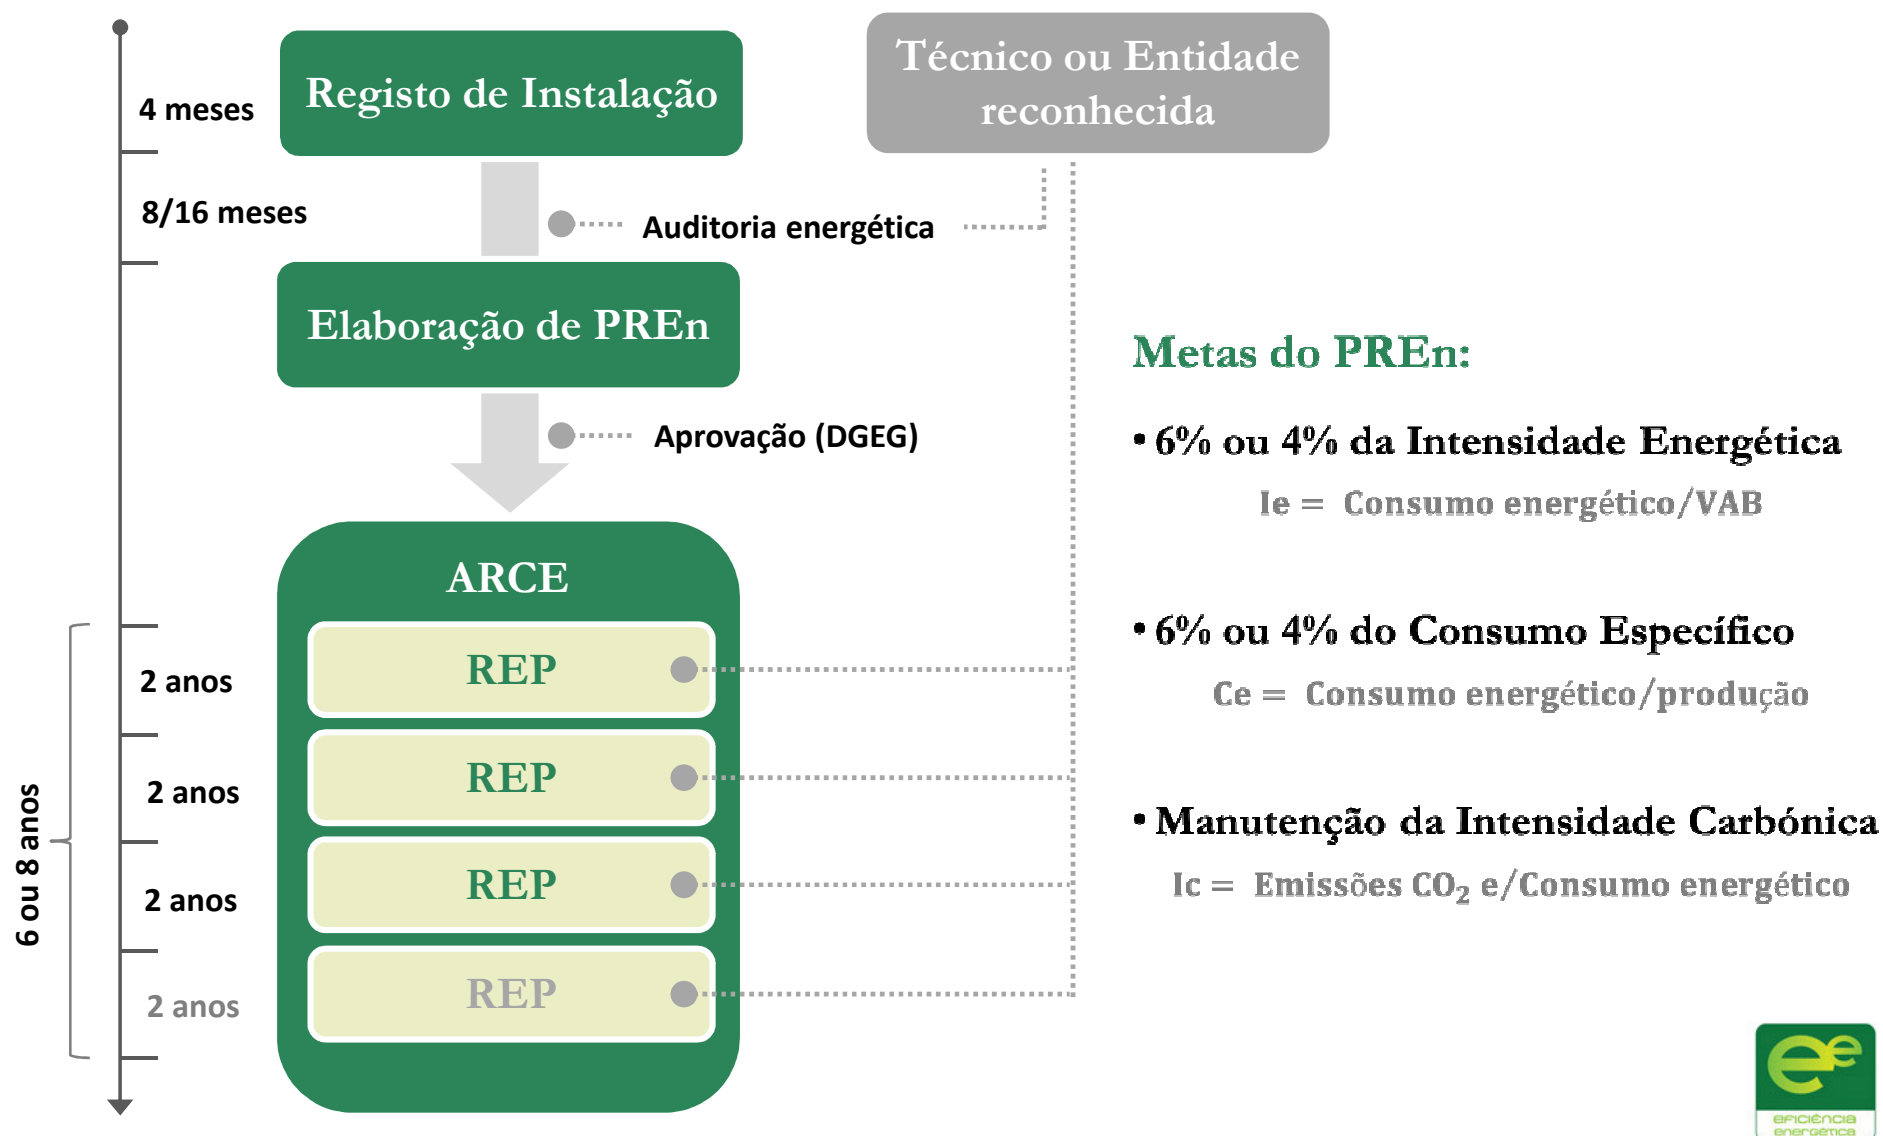 Registo de Instalação
Técnico ou Entidade
reconhecida
4 meses
8/16 meses
Auditoria energética
Elaboração de PREn
Aprovação (DGEG)
ARCE
REP
REP
REP
REP
2 anos
2 anos
2 anos
2 anos
6 ou 8 anos
Metas do PREn:
• 6% ou 4% da Intensidade Energética
Ie = Consumo energético/VAB
• 6% ou 4% do Consumo Específico
Ce = Consumo energético/produção
• Manutenção da Intensidade Carbónica
Ic = Emissões CO₂ e/Consumo energético
ee
eficiência
energética